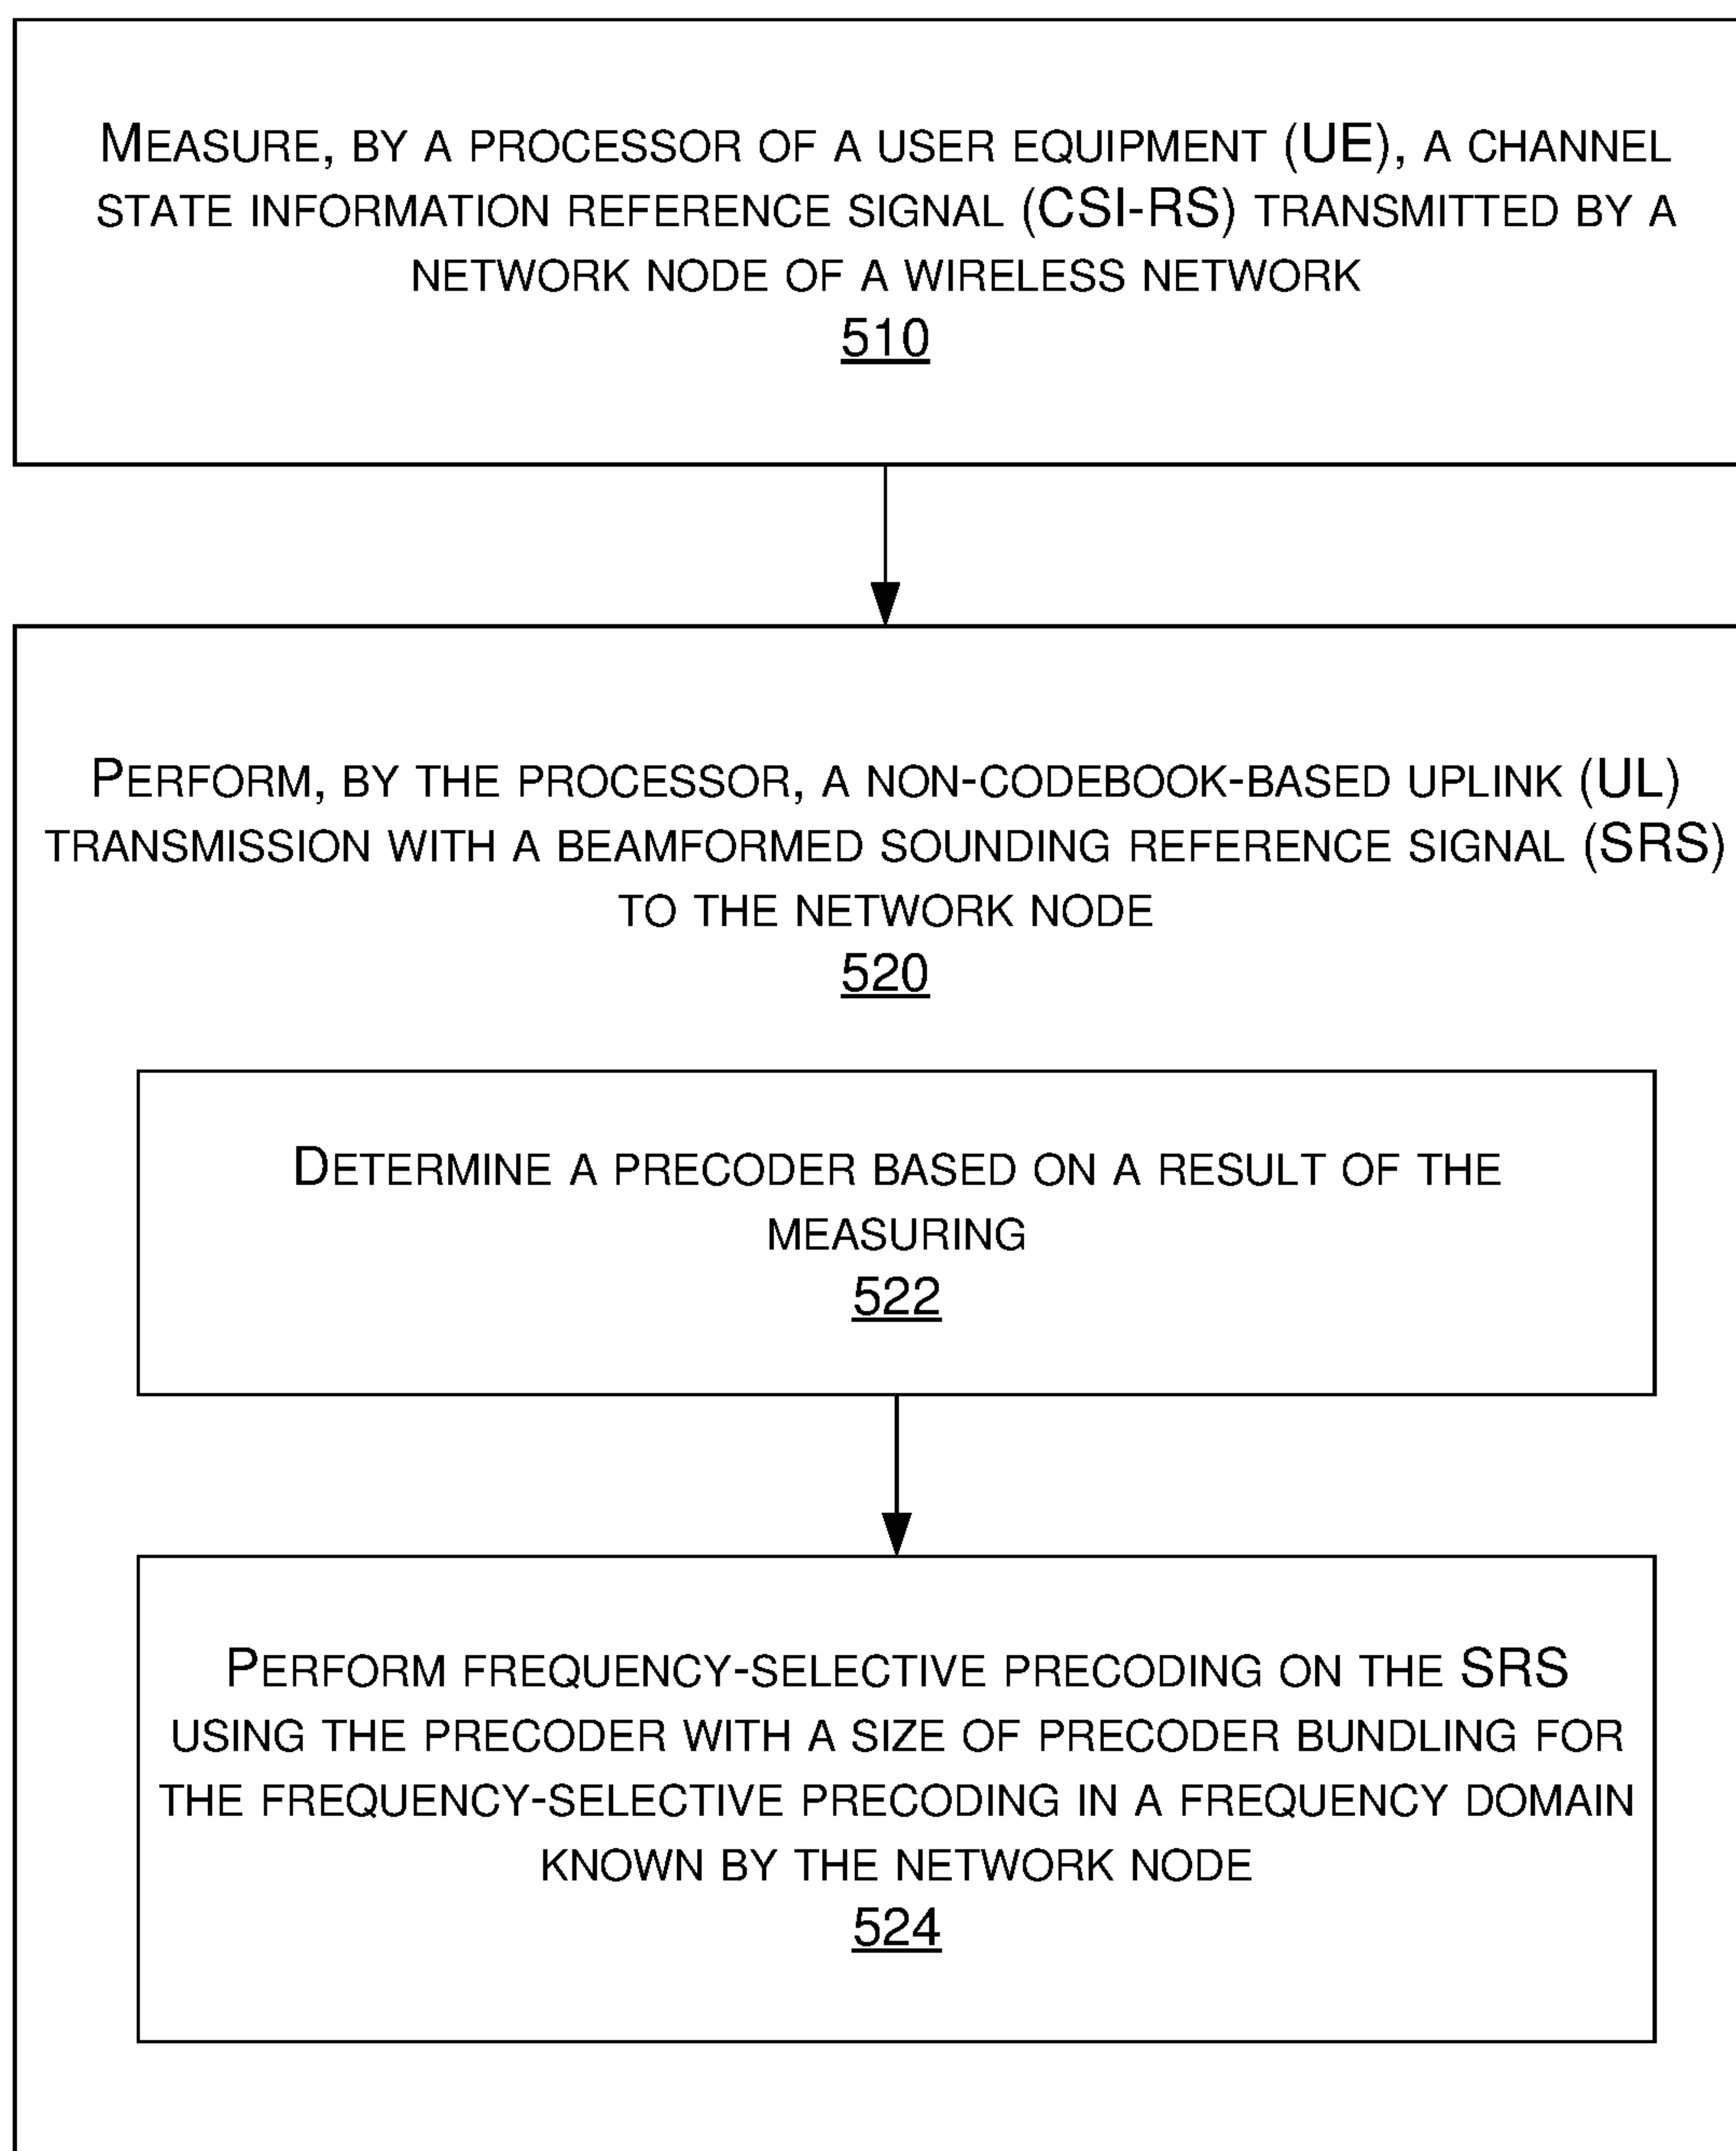 MEASURE, BY A PROCESSOR OF A USER EQUIPMENT (UE), A CHANNEL
STATE INFORMATION REFERENCE SIGNAL (CSI-RS) TRANSMITTED BY A
NETWORK NODE OF A WIRELESS NETWORK
510
PERFORM, BY THE PROCESSOR, A NON-CODEBOOK-BASED UPLINK (UL)
TRANSMISSION WITH A BEAMFORMED SOUNDING REFERENCE SIGNAL (SRS)
TO THE NETWORK NODE
520
DETERMINE A PRECODER BASED ON A RESULT OF THE
MEASURING
522
PERFORM FREQUENCY-SELECTIVE PRECODING ON THE SRS
USING THE PRECODER WITH A SIZE OF PRECODER BUNDLING FOR
THE FREQUENCY-SELECTIVE PRECODING IN A FREQUENCY DOMAIN
KNOWN BY THE NETWORK NODE
524